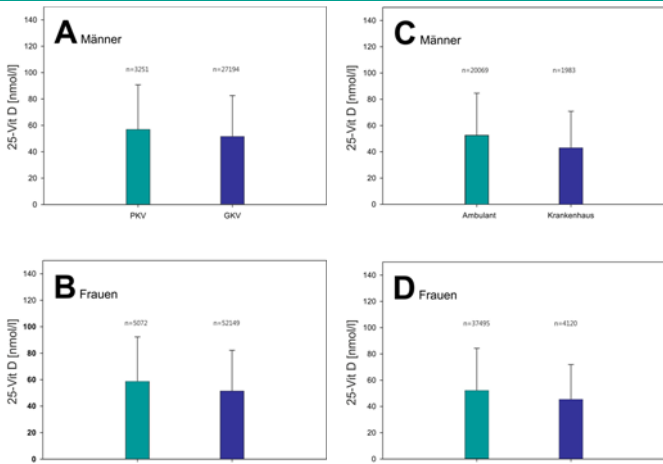 A Männer
n=3251
n=27194
25-Vit D [nmol/l]
140
120
100
80
60
40
20
0
PKV
GKV
C Männer
n=20069
n=1983
25-Vit D [nmol/l]
140
120
100
80
60
40
20
0
Ambulant
Krankenhaus
B Frauen
n=5072
n=52149
25-Vit D [nmol/l]
140
120
100
80
60
40
20
0
D Frauen
n=37495
n=4120
25-Vit D [nmol/l]
140
120
100
80
60
40
20
0